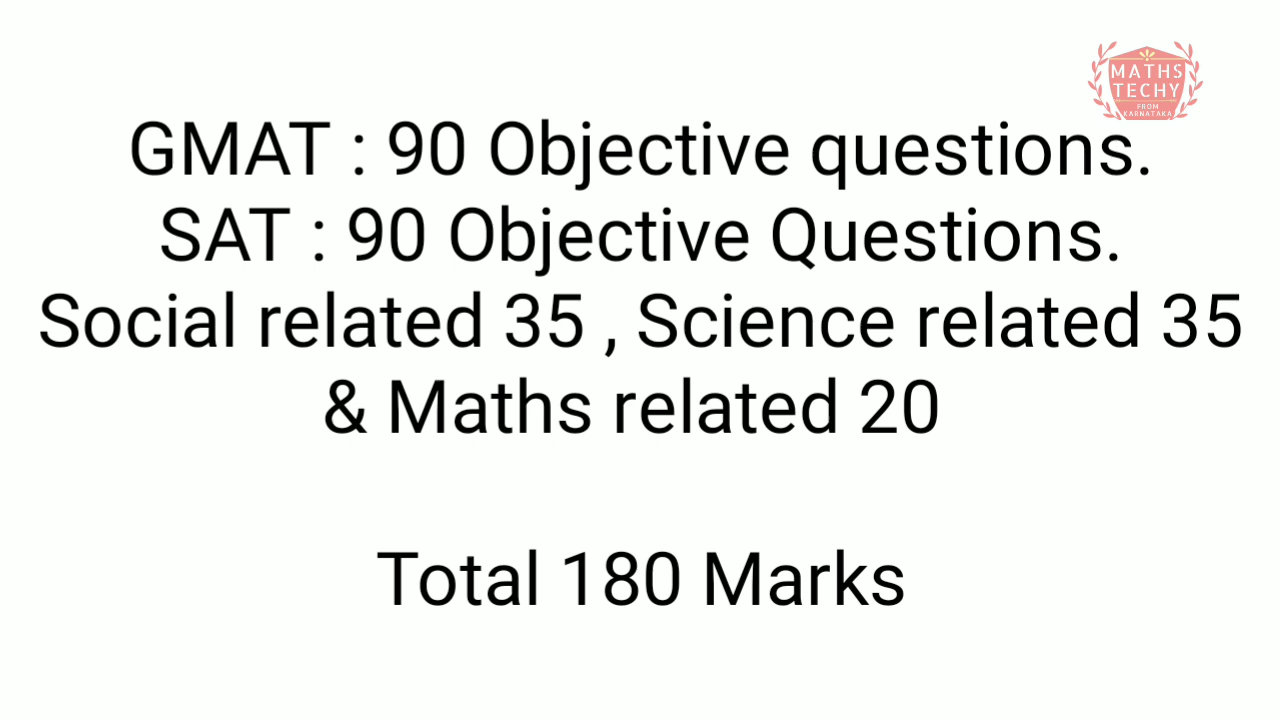 MATHS
TECHY
FROM
KARNATAKA
GMAT : 90 Objective questions.
SAT : 90 Objective Questions.
Social related 35 , Science related 35
& Maths related 20
Total 180 Marks